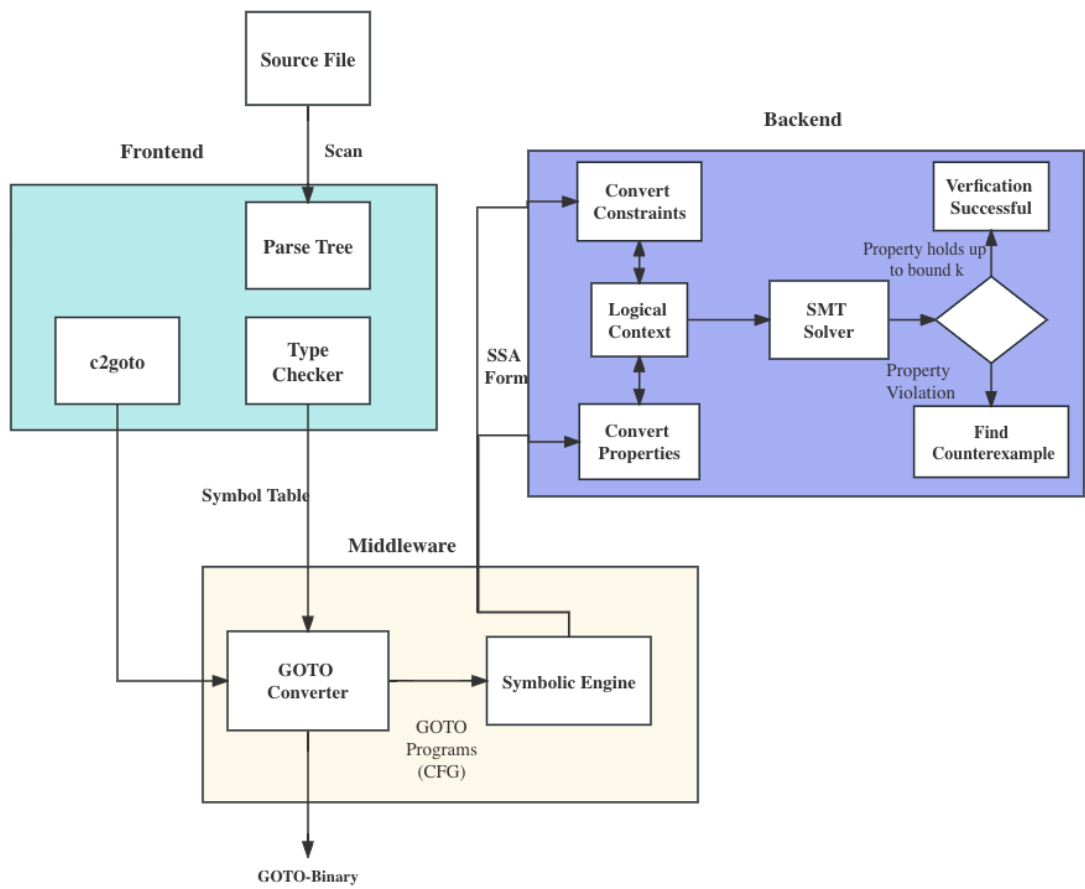 Source File
Scan
Frontend
Parse Tree
c2goto
Type
Checker
Symbol Table
Middleware
GOTO
Converter
GOTO
Programs
(CFG)
Symbolic Engine
GOTO-Binary
SSA
Form
Backend
Convert
Constraints
Logical
Context
Convert
Properties
SMT
Solver
Verfication
Successful
Property holds up
to bound k
Property
Violation
Find
Counterexample